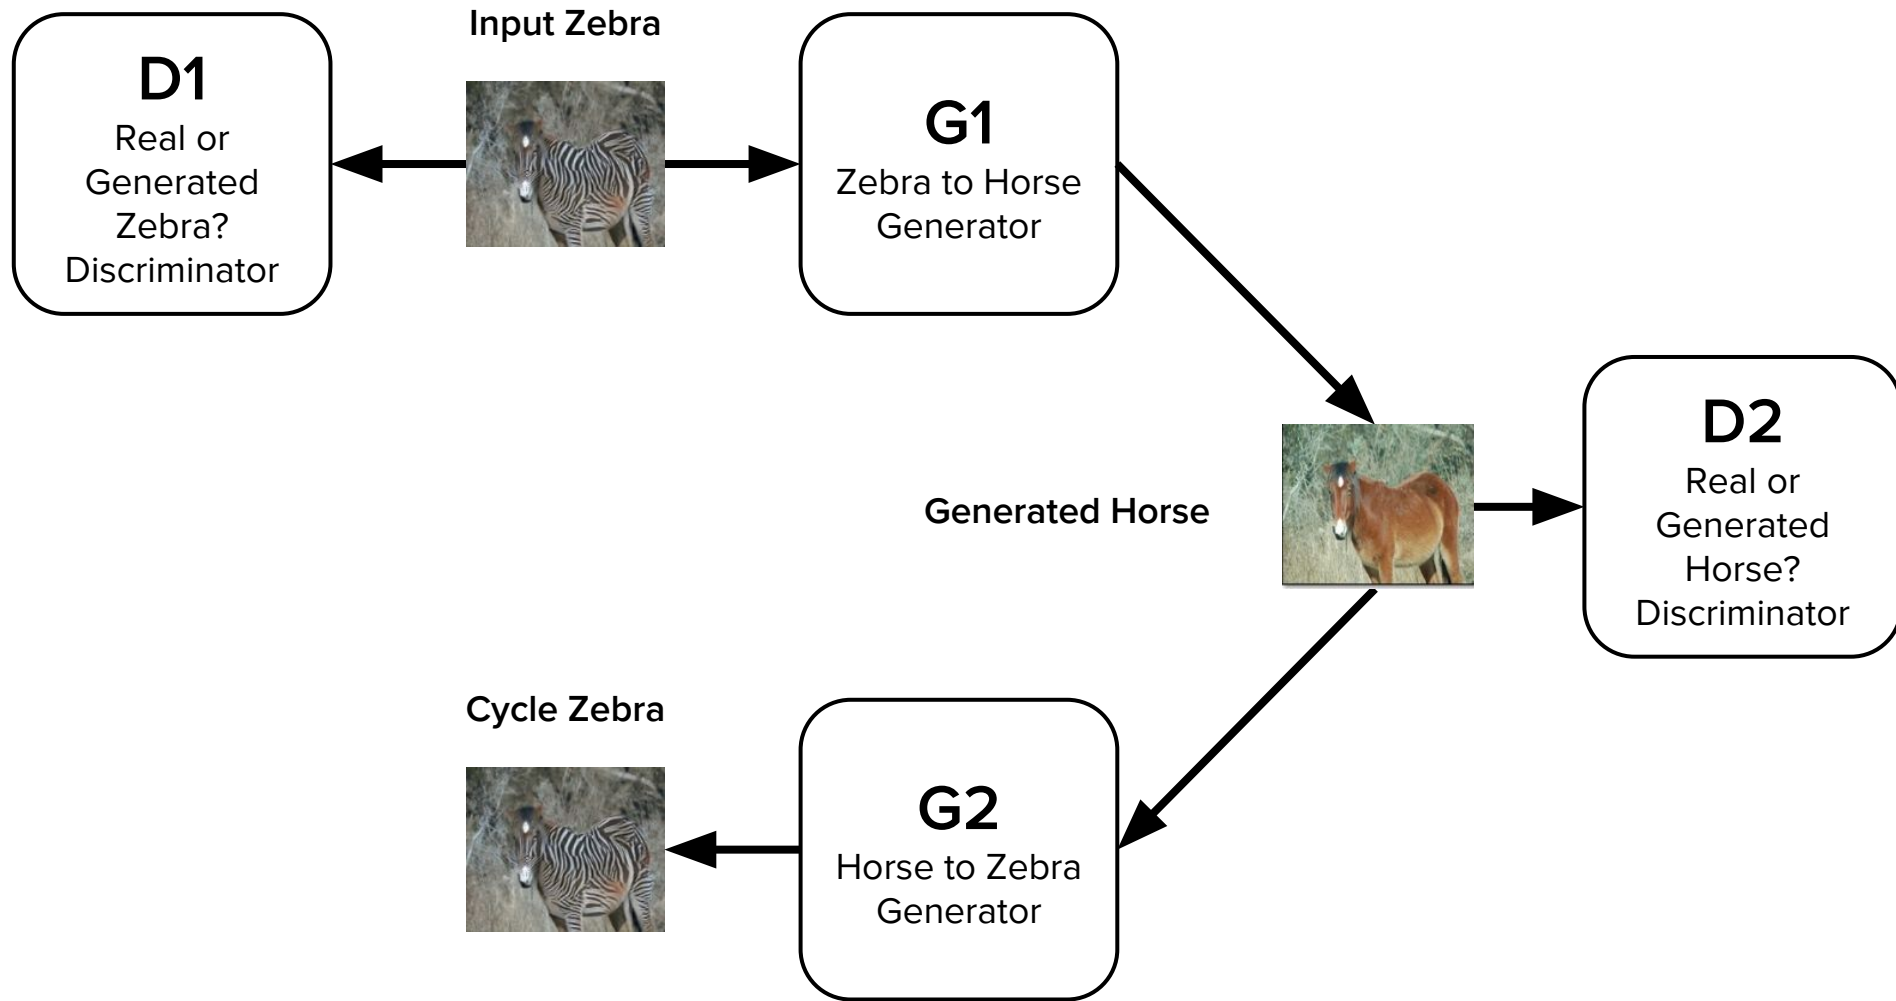 Input Zebra
D1
Real or
Generated
Zebra?
Discriminator
G1
Zebra to Horse
Generator
Generated Horse
D2
Real or
Generated
Horse?
Discriminator
Cycle Zebra
G2
Horse to Zebra
Generator